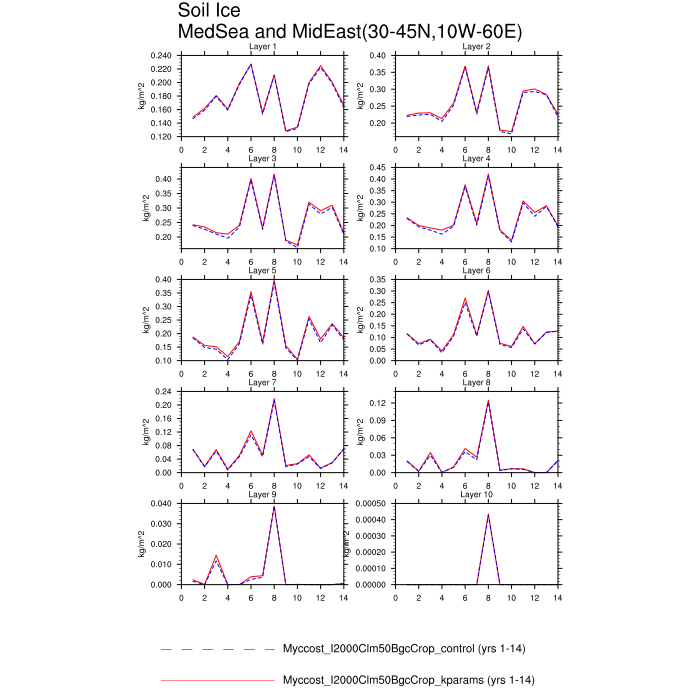 Soil Ice
MedSea and MidEast(30-45N,10W-60E)
Layer 1
Layer 2
0.240
0.220
0.200
0.180
0.160
0.140
0.120
kg/m^2
0 2 4 6 8 10 12 14
0.40
0.35
0.30
0.25
0.20
kg/m^2
0 2 4 6 8 10 12 14
Layer 3
Layer 4
0.40
0.35
0.30
0.25
0.20
kg/m^2
0 2 4 6 8 10 12 14
0.45
0.40
0.35
0.30
0.25
0.20
0.15
0.10
kg/m^2
0 2 4 6 8 10 12 14
Layer 5
Layer 6
0.40
0.35
0.30
0.25
0.20
0.15
0.10
kg/m^2
0 2 4 6 8 10 12 14
0.35
0.30
0.25
0.20
0.15
0.10
0.05
0.00
kg/m^2
0 2 4 6 8 10 12 14
Layer 7
Layer 8
0.24
0.20
0.16
0.12
0.08
0.04
0.00
kg/m^2
0 2 4 6 8 10 12 14
0.12
0.09
0.06
0.03
0.00
kg/m^2
0 2 4 6 8 10 12 14
Layer 9
Layer 10
0.040
0.030
0.020
0.010
0.000
kg/m^2
0 2 4 6 8 10 12 14
0.00050
0.00040
0.00030
0.00020
0.00010
0.00000
kg/m^2
0 2 4 6 8 10 12 14
Myccost_I2000Clm50BgcCrop_control (yrs 1-14)
Myccost_I2000Clm50BgcCrop_kparams (yrs 1-14)